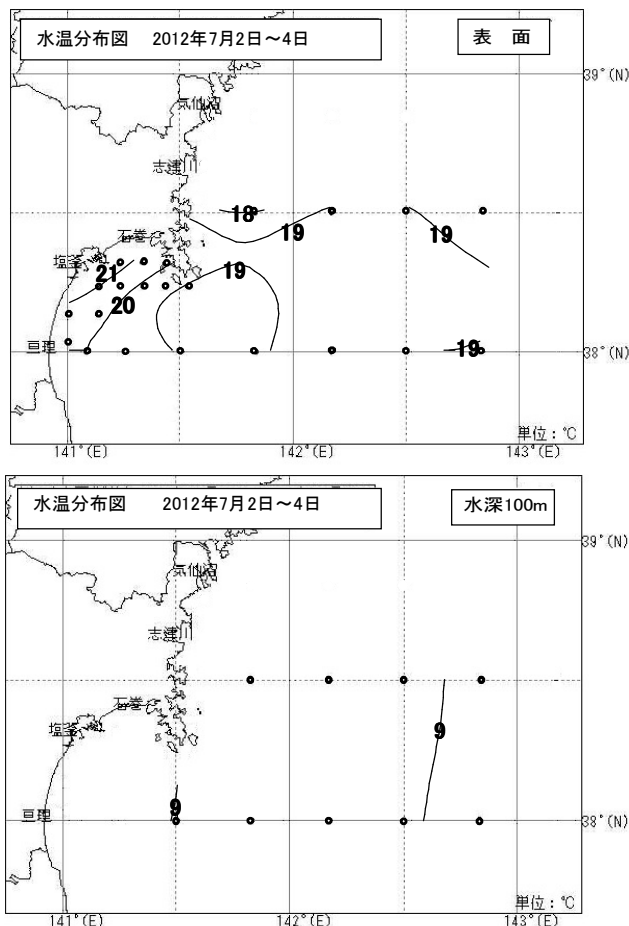 水温分布図 2012年7月2日～4日
表 面
39°(N)
気仙沼
志津川
18
19
19
石巻
塩釜
21
19
20
亘理
38°(N)
19
単位：℃
141°(E)
142°(E)
143°(E)
水温分布図 2012年7月2日～4日
水深100m
39°(N)
気仙沼
志津川
石巻
塩釜
9
9
亘理
38°(N)
単位：℃
141°(E)
142°(E)
143°(E)